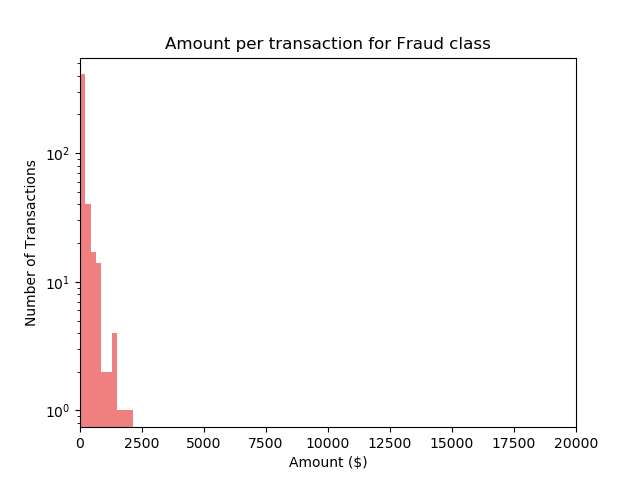 Amount per transaction for Fraud class
Number of Transactions
10²
10¹
10⁰
0 2500 5000 7500 10000 12500 15000 17500 20000
Amount ($)